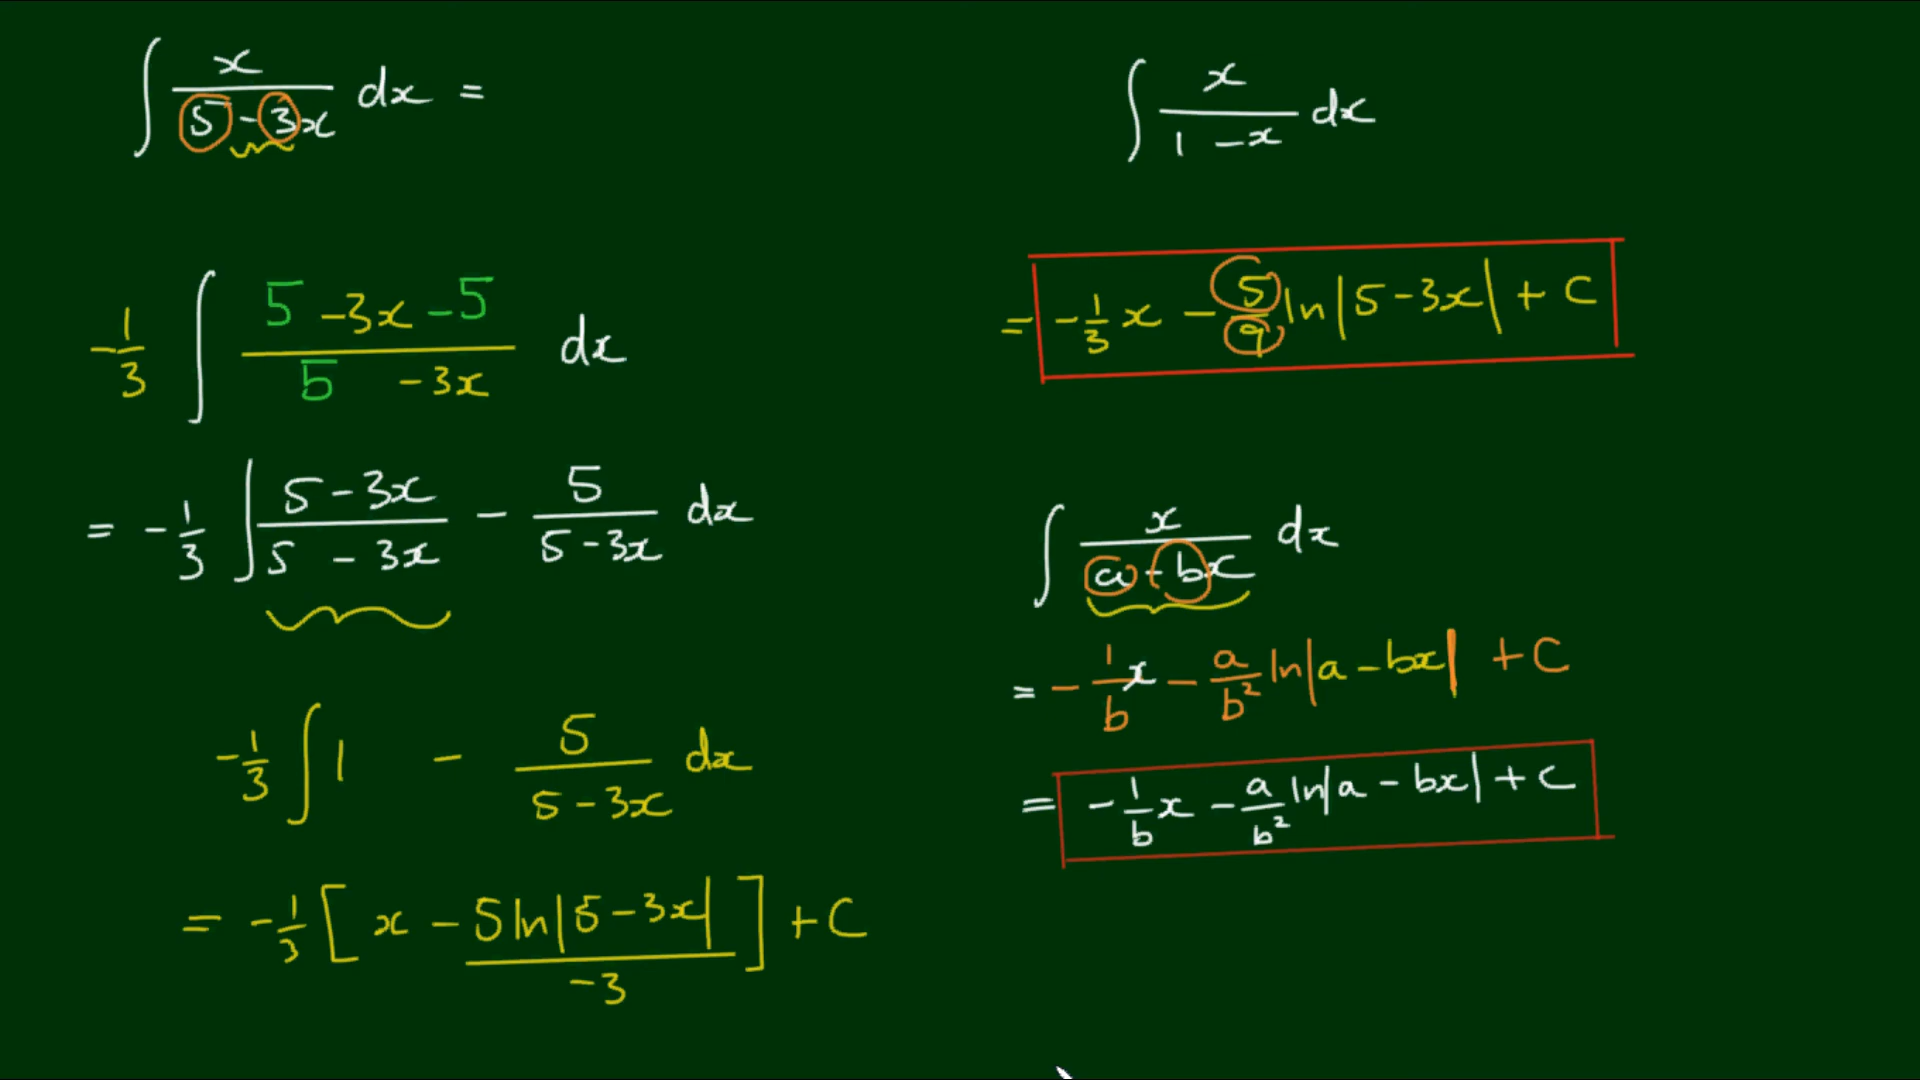 ∫ x/(5-3x) dx =
-1/3 ∫ (5-3x-5)/(5-3x) dx
= -1/3 ∫ (5-3x)/(5-3x) - 5/(5-3x) dx
-1/3 ∫ 1 - 5/(5-3x) dx
= -1/3 [x - 5ln|5-3x|/-3] + C
∫ x/(1-x) dx
= -1/3 x - 5/9 ln|5-3x| + C
∫ x/(a-bx) dx
= -1/b x - a/b² ln|a-bx| + C
= -1/b x - a/b² ln|a-bx| + C